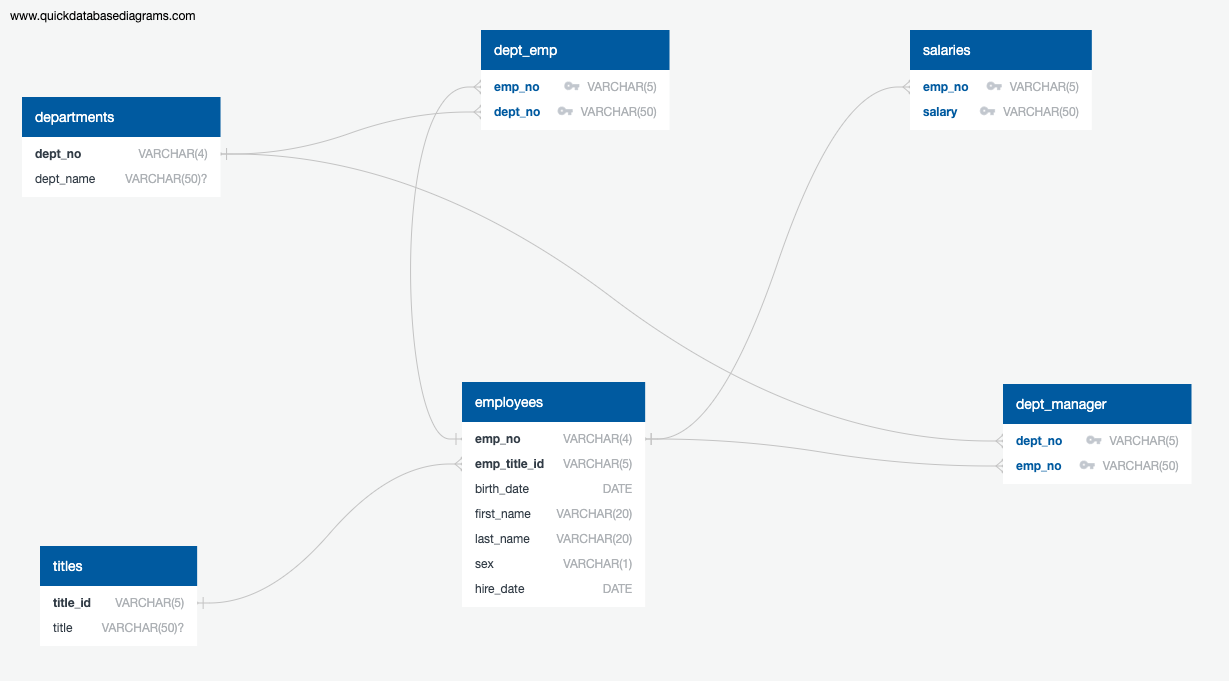 www.quickdatabasediagrams.com
dept_emp
emp_no VARCHAR(5)
dept_no VARCHAR(50)
salaries
emp_no VARCHAR(5)
salary VARCHAR(50)
departments
dept_no VARCHAR(4)
dept_name VARCHAR(50)?
employees
emp_no VARCHAR(4)
emp_title_id VARCHAR(5)
birth_date DATE
first_name VARCHAR(20)
last_name VARCHAR(20)
sex VARCHAR(1)
hire_date DATE
dept_manager
dept_no VARCHAR(5)
emp_no VARCHAR(50)
titles
title_id VARCHAR(5)
title VARCHAR(50)?